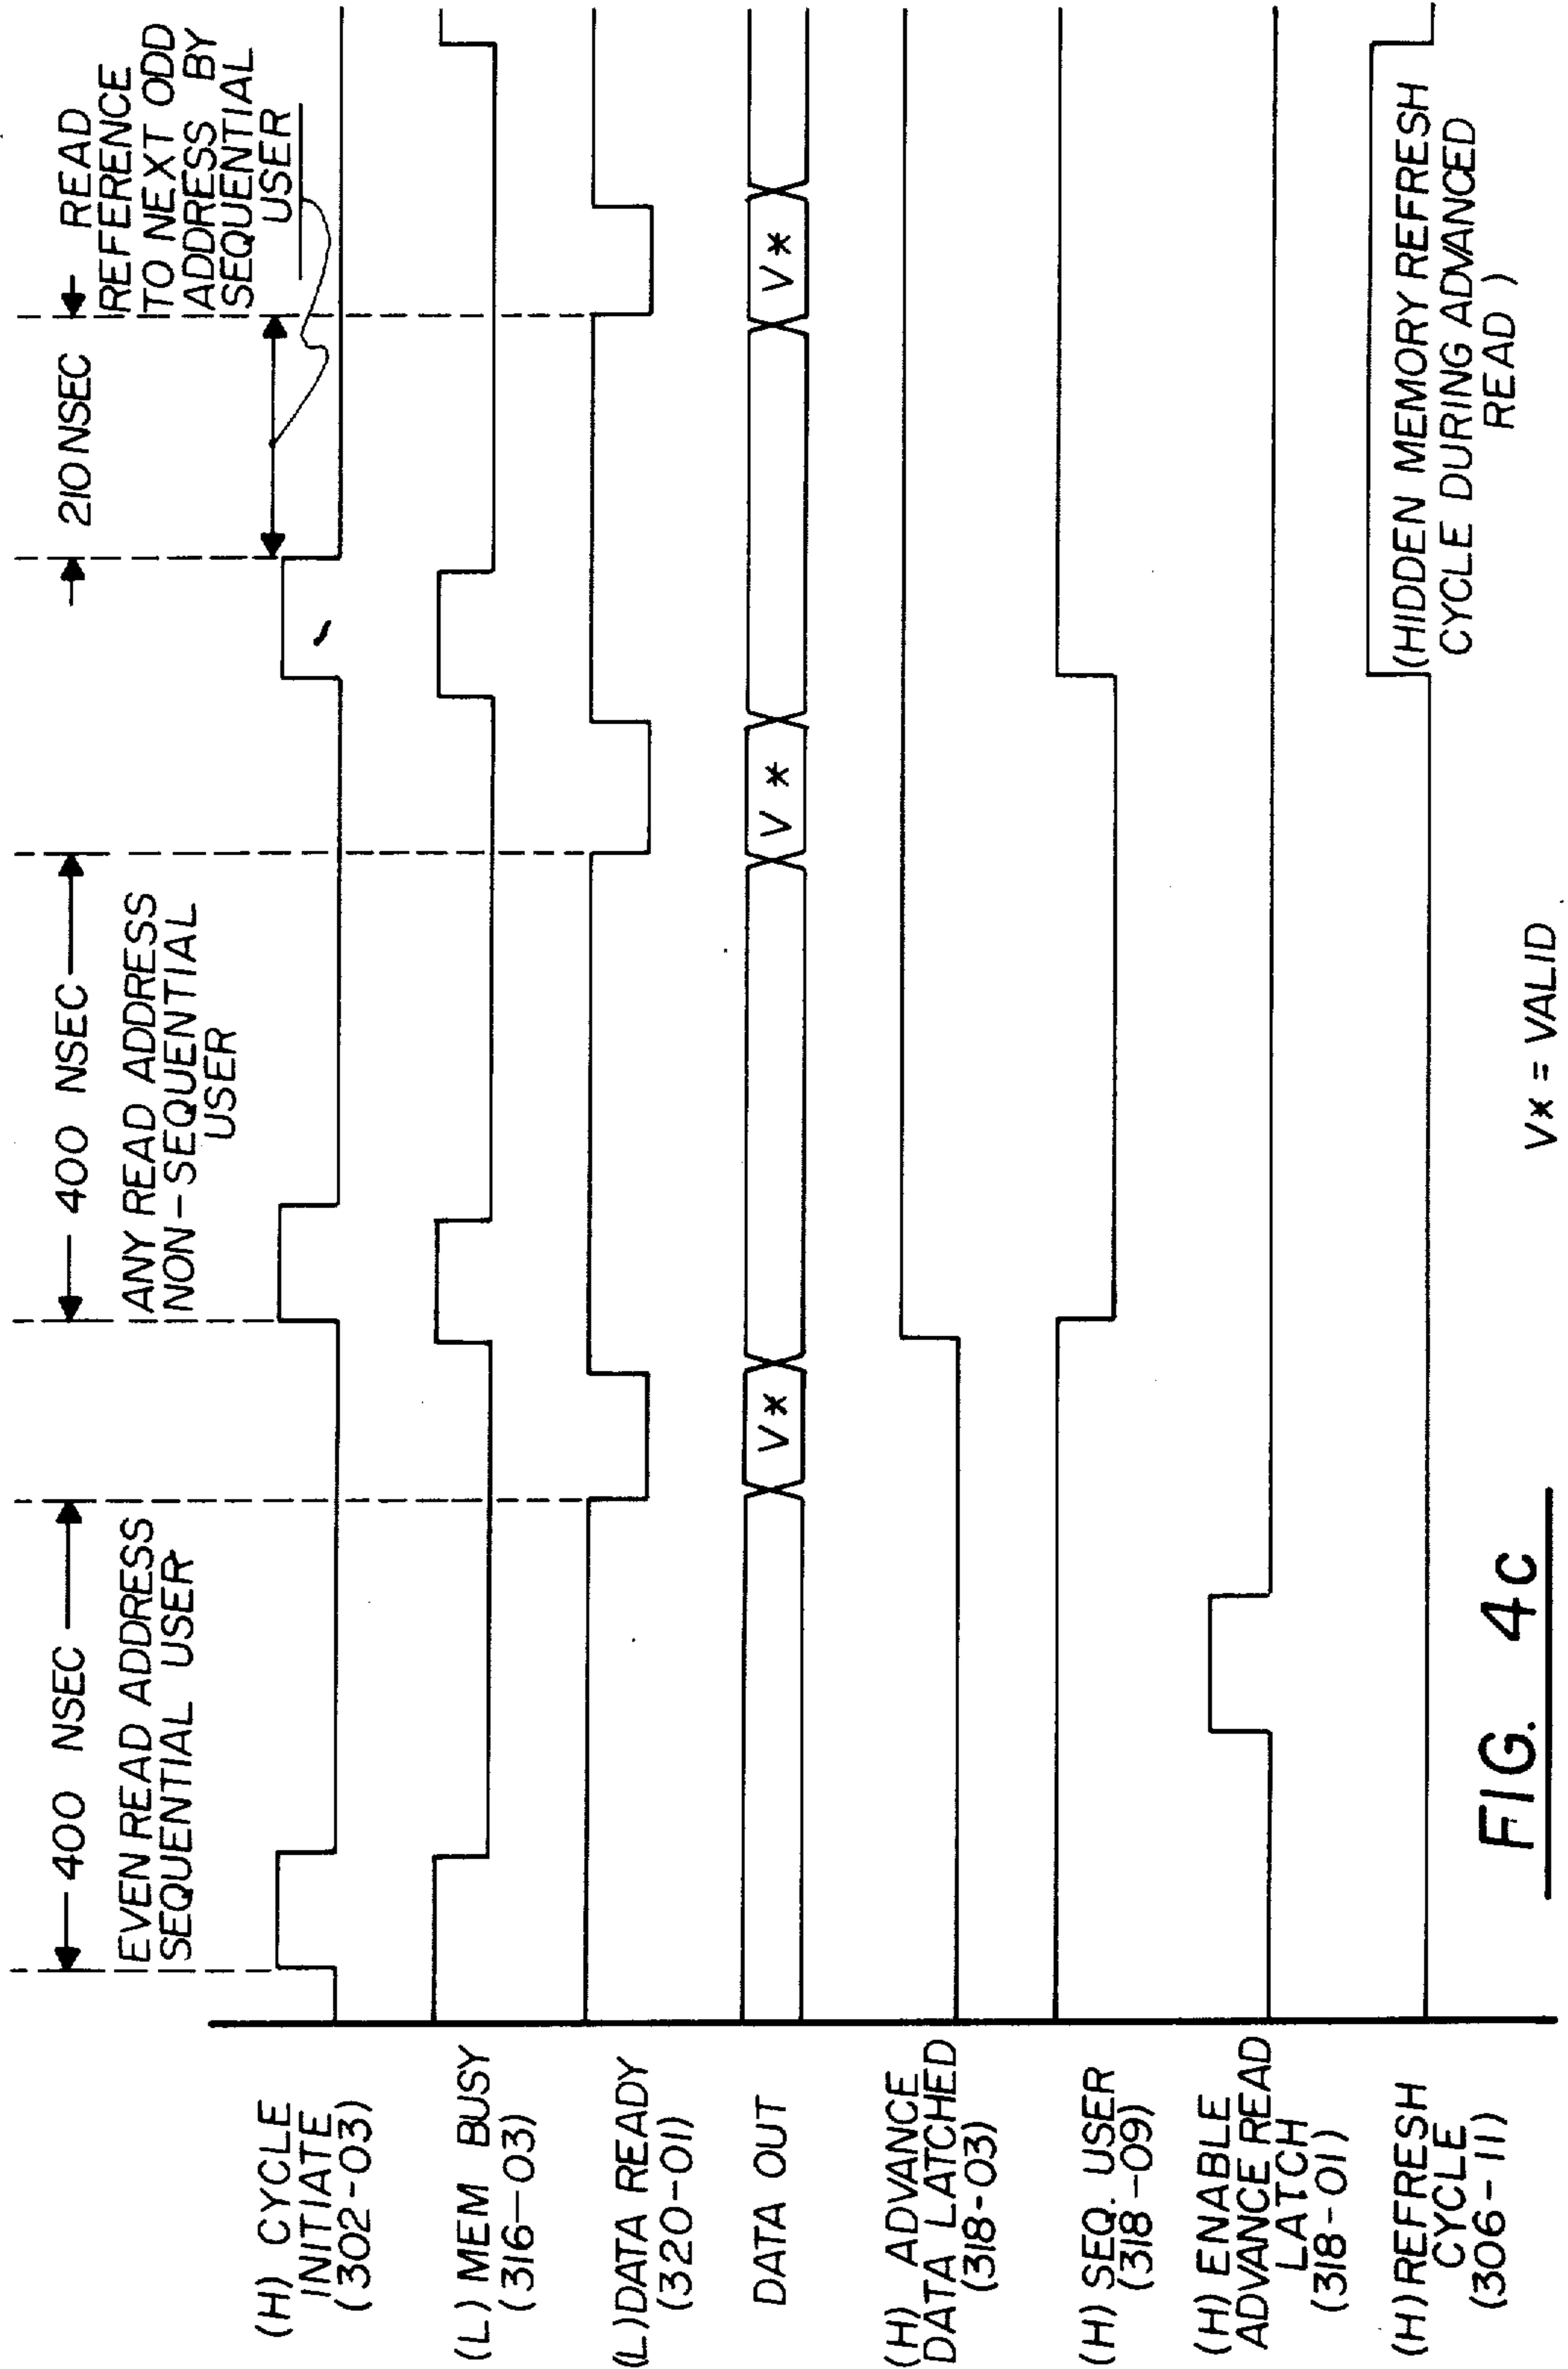 400 NSEC
EVEN READ ADDRESS
SEQUENTIAL USER
400 NSEC
ANY READ ADDRESS
NON-SEQUENTIAL
USER
210 NSEC
READ
REFERENCE
TO NEXT ODD
ADDRESS BY
SEQUENTIAL
USER
(H) CYCLE
INITIATE
(302-03)
(L) MEM BUSY
(316-03)
(L) DATA READY
(320-01)
DATA OUT
V*
V*
V*
(H) ADVANCE
DATA LATCHED
(318-03)
(H) SEQ. USER
(318-09)
(H) ENABLE
ADVANCE READ
LATCH
(318-01)
(H) REFRESH
CYCLE
(306-11)
(HIDDEN MEMORY REFRESH
CYCLE DURING ADVANCED
READ )
V* = VALID
FIG. 4c